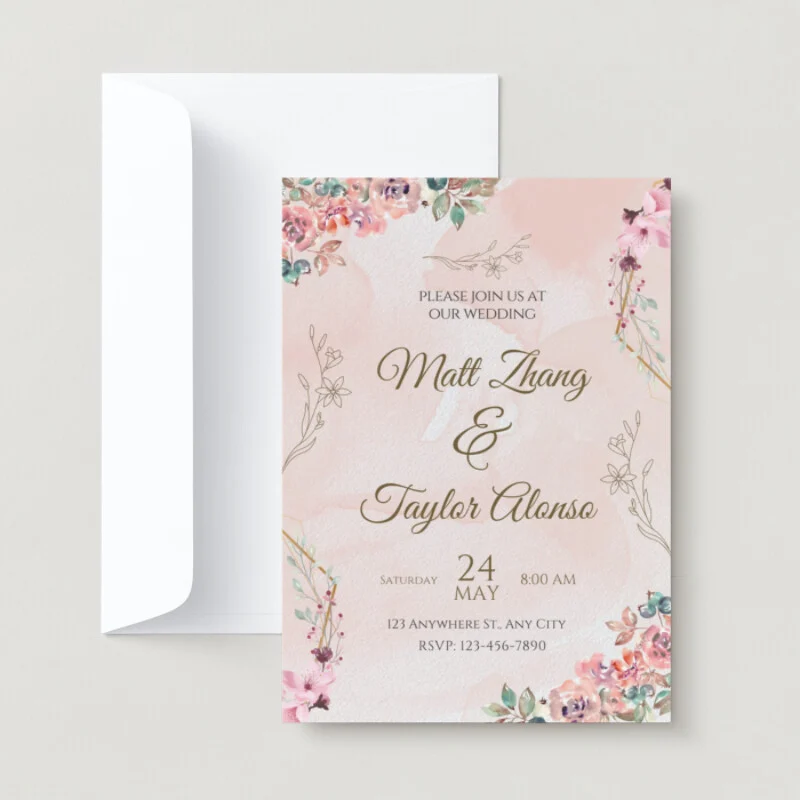 PLEASE JOIN US AT
OUR WEDDING
Matt Zhang
&
Taylor Alonso
Saturday 24 MAY 8:00 AM
123 Anywhere St., Any City
RSVP: 123-456-7890